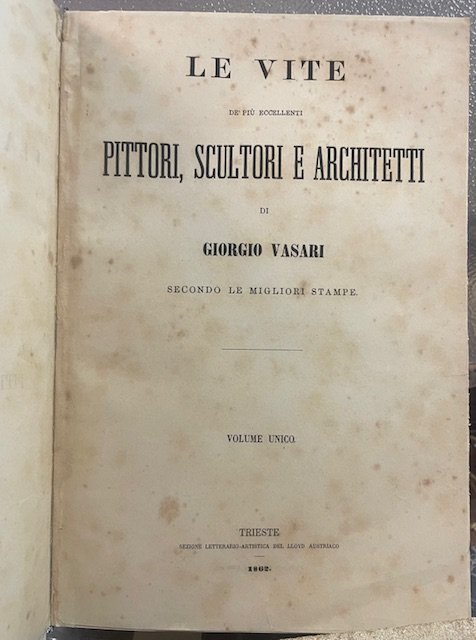 LE VITE
DE' PIÙ ECCELLENTI
PITTORI, SCULTORI E ARCHITETTI
DI
GIORGIO VASARI
SECONDO LE MIGLIORI STAMPE.
VOLUME UNICO.
TRIESTE
SEZIONE LETTERARIO-ARTISTICA DEL LLOYD AUSTRIACO
1862.